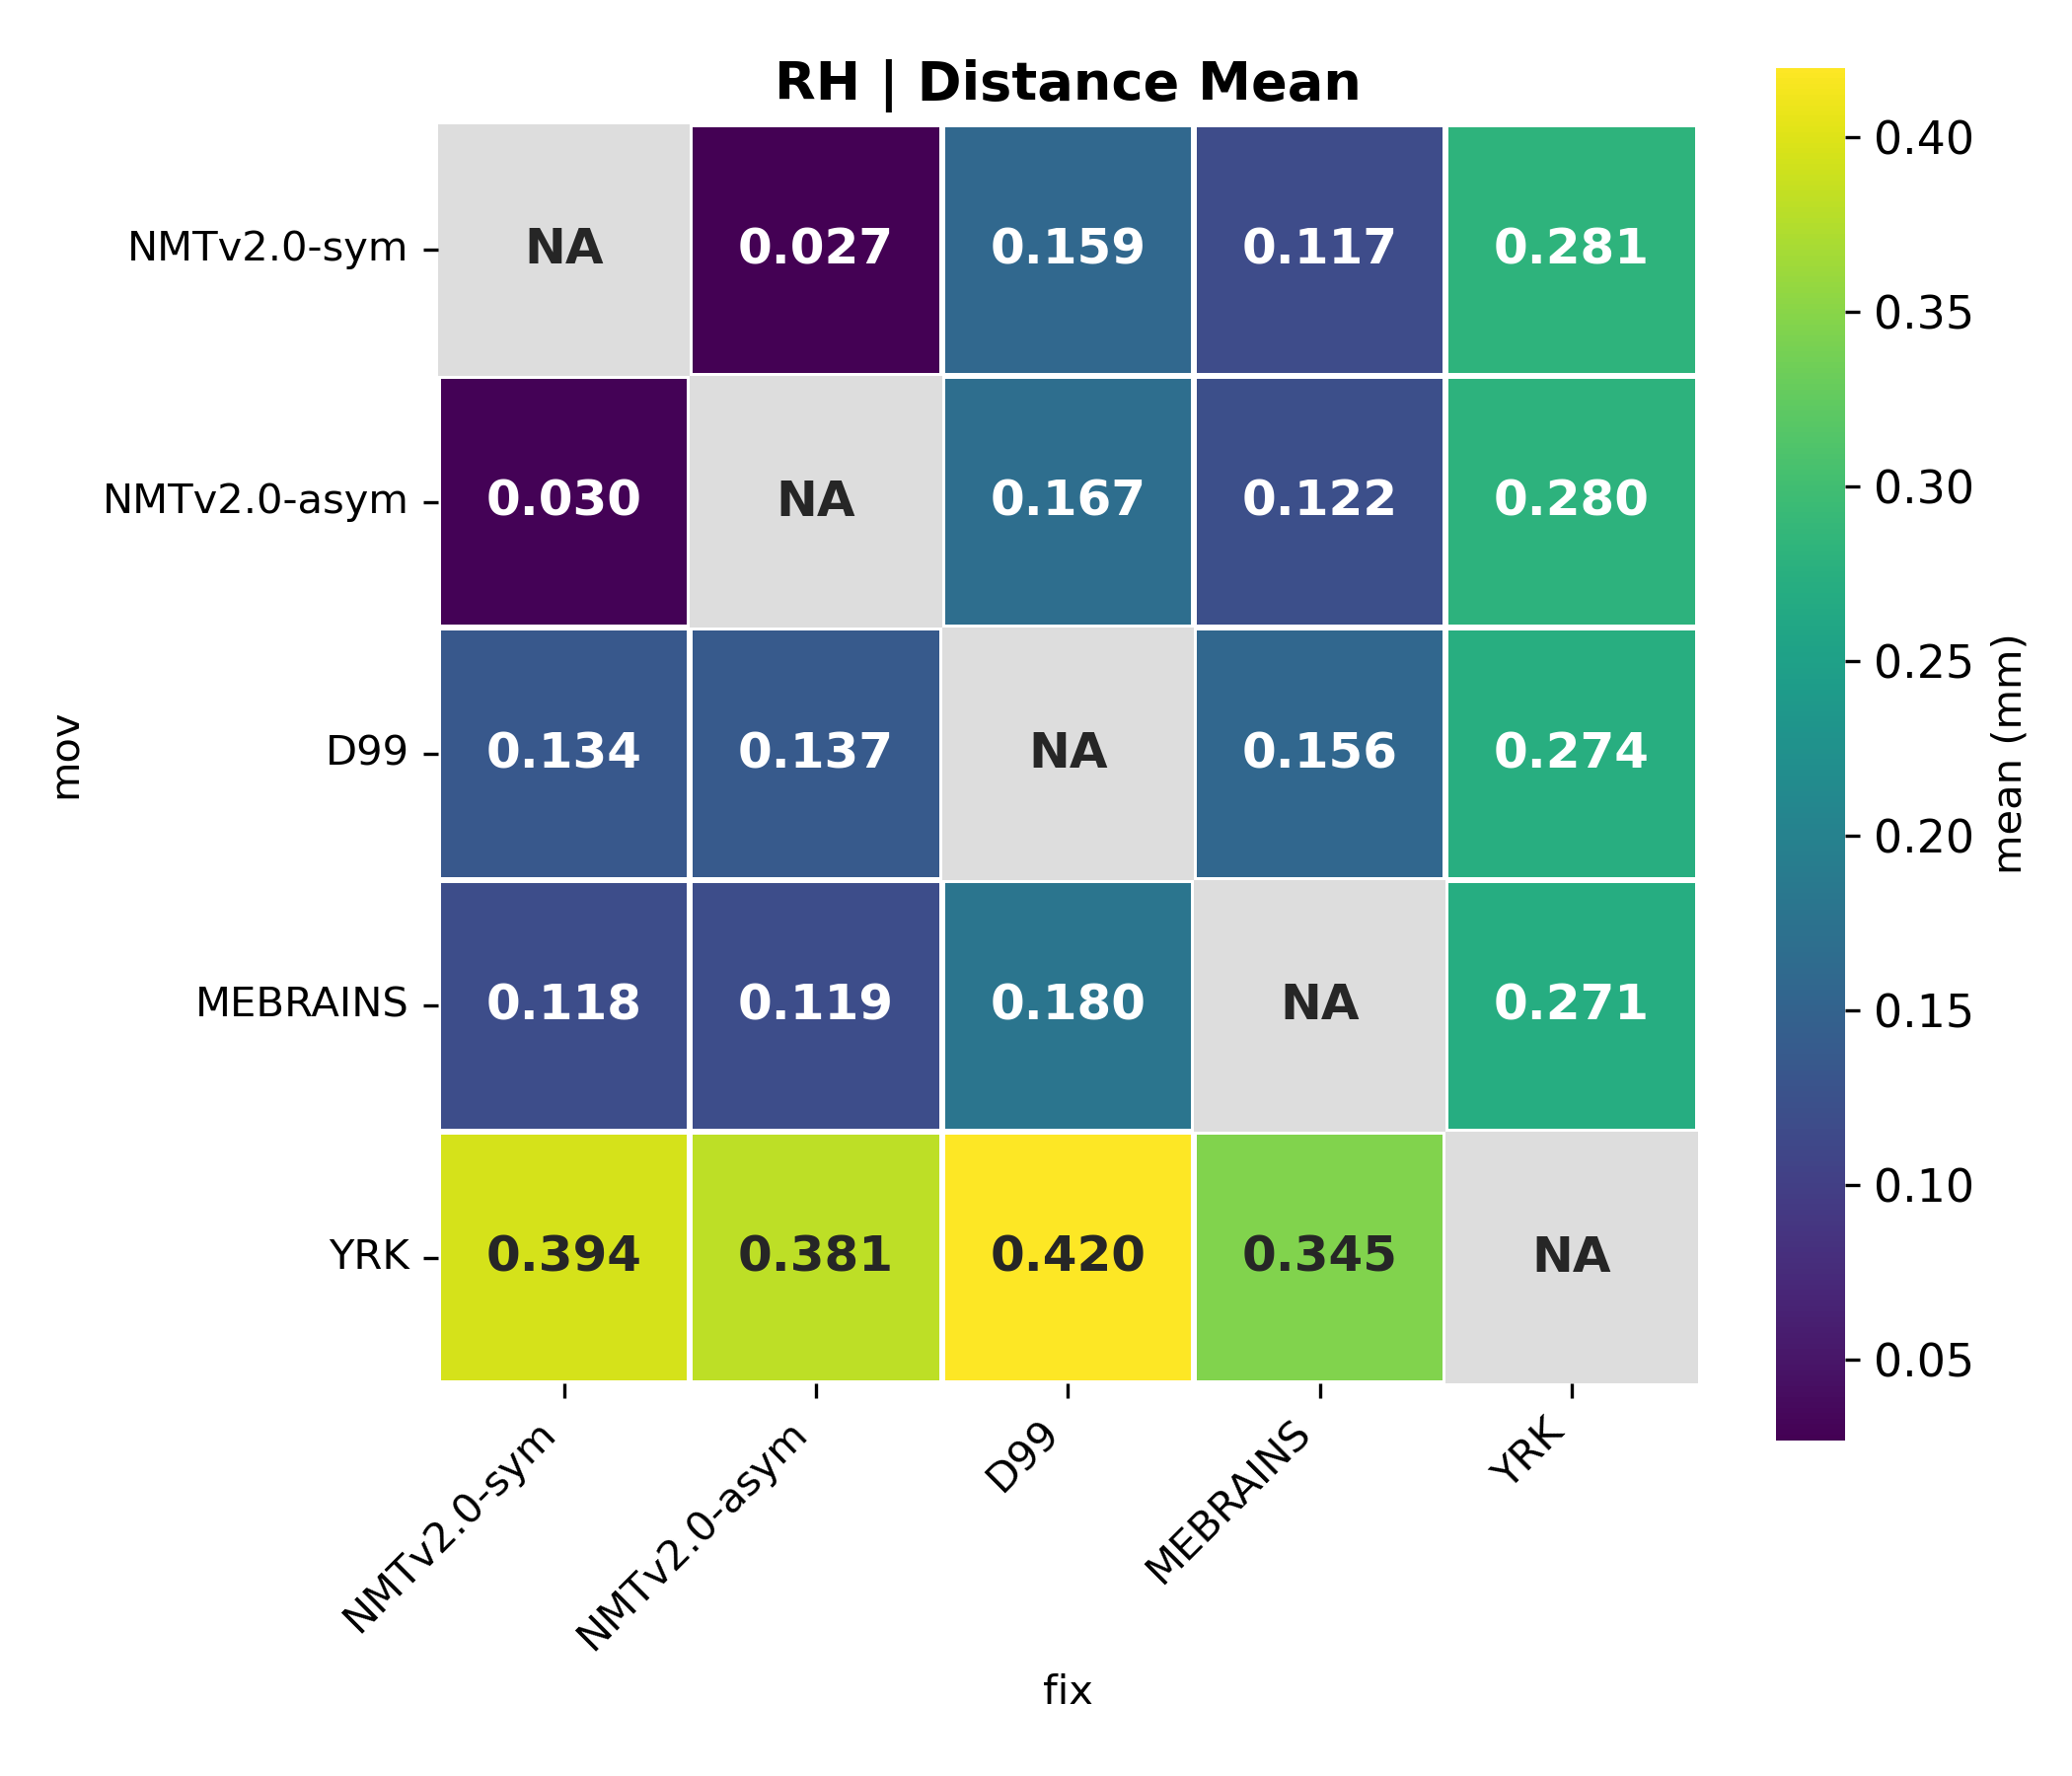 RH | Distance Mean
NMTv2.0-sym NA 0.027 0.159 0.117 0.281
NMTv2.0-asym 0.030 NA 0.167 0.122 0.280
D99 0.134 0.137 NA 0.156 0.274
MEBRAINS 0.118 0.119 0.180 NA 0.271
YRK 0.394 0.381 0.420 0.345 NA
mov
NMTv2.0-sym
NMTv2.0-asym
D99
MEBRAINS
YRK
fix
0.40
0.35
0.30
0.25
0.20
0.15
0.10
0.05
mean (mm)